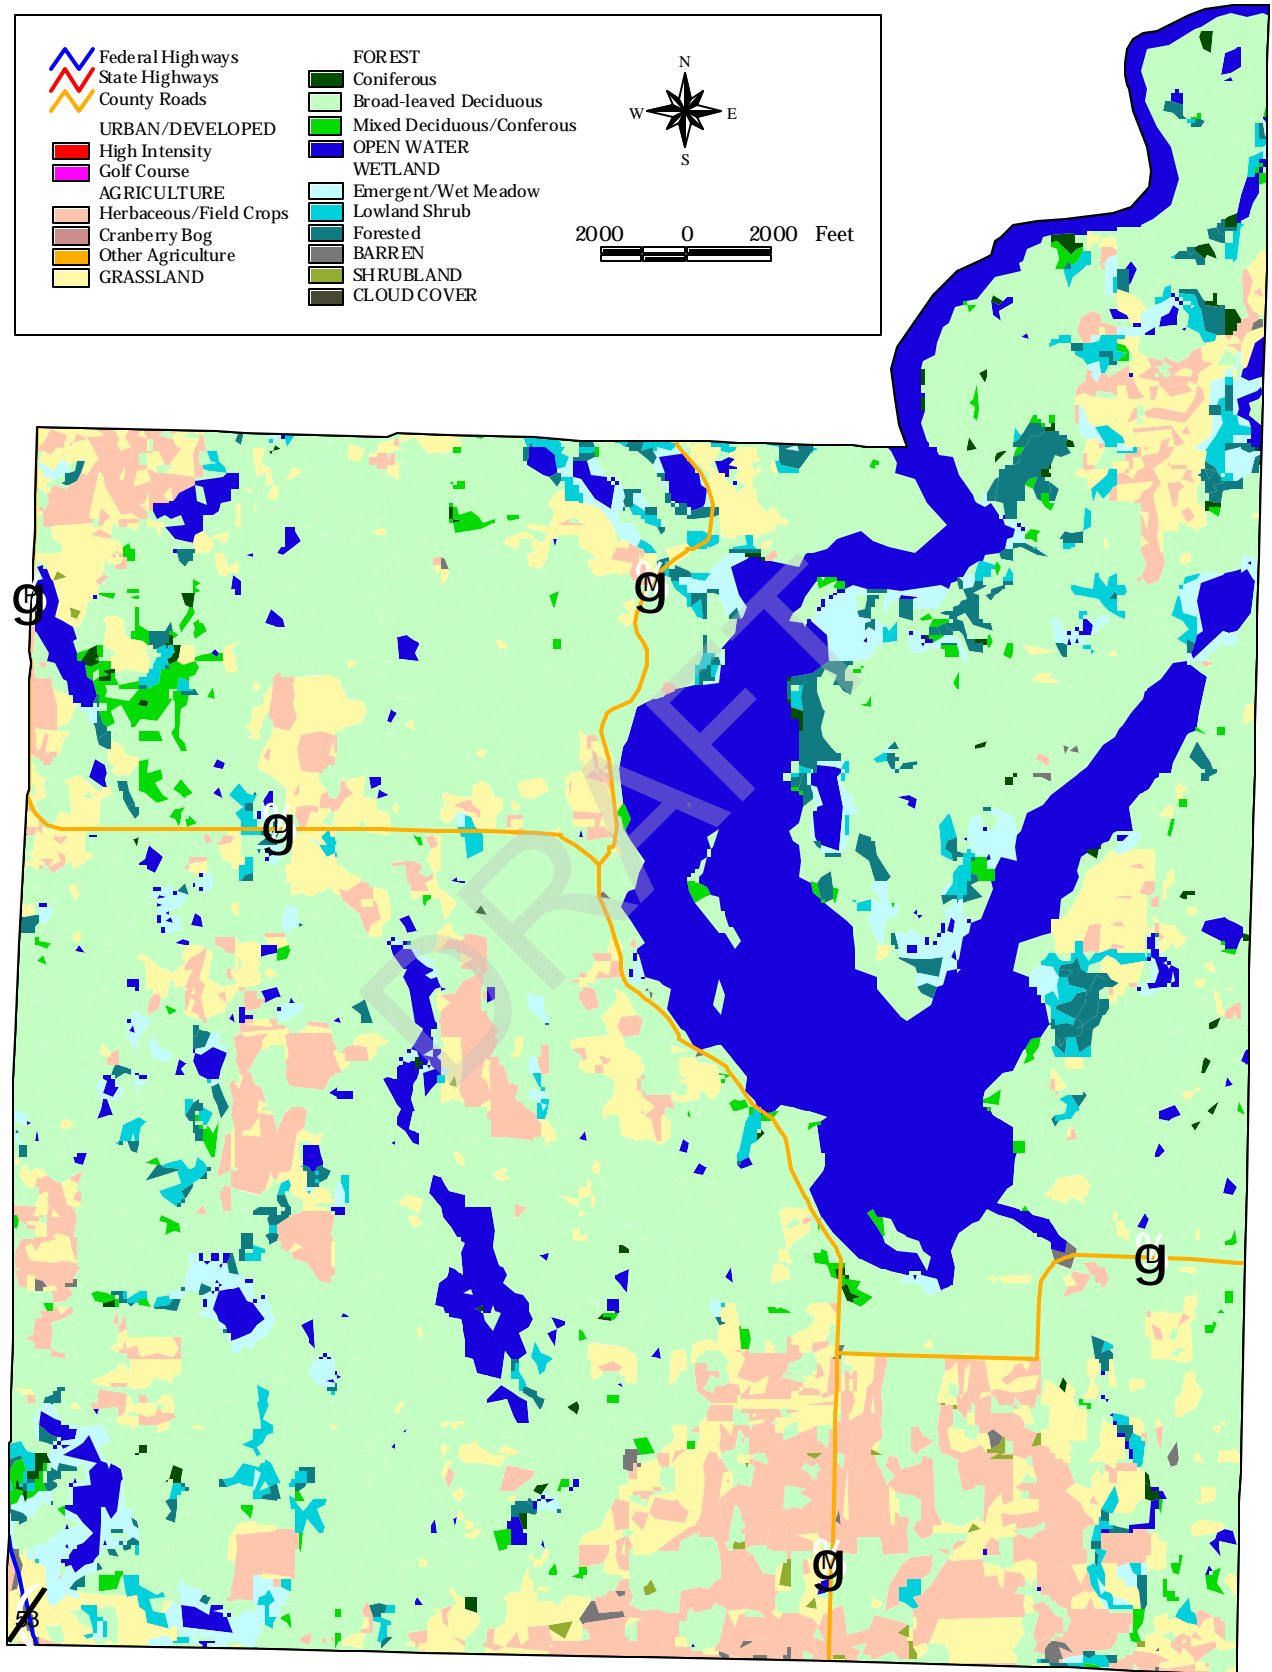 Federal Highways
State Highways
County Roads
URBAN/DEVELOPED
High Intensity
Golf Course
AGRICULTURE
Herbaceous/Field Crops
Cranberry Bog
Other Agriculture
GRASSLAND
FOREST
Coniferous
Broad-leaved Deciduous
Mixed Deciduous/Conferous
OPEN WATER
WETLAND
Emergent/Wet Meadow
Lowland Shrub
Forested
BARREN
SHRUBLAND
CLOUD COVER
N
W E
S
2000 0 2000 Feet
g
g M
g
DRAFT
g
g M
53